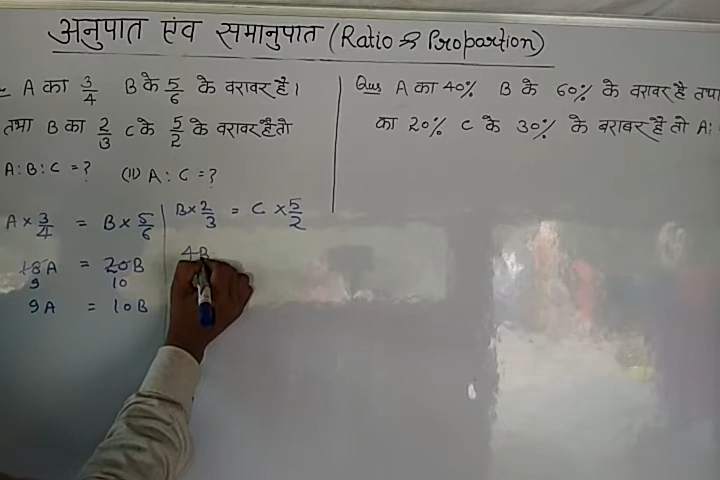 अनुपात एंव समानुपात (Ratio & Proportion)
A का 3/4 B के 5/6 के बराबर है।
तथा B का 2/3 C के 5/2 के बराबर है तो
A : B : C = ? (II) A : C = ?
A × 3/4 = B × 5/6
18A = 20B
9 10
9A = 10B
B × 2/3 = C × 5/2
4B
Ques A का 40% B के 60% के बराबर है तथा
का 20% C के 30% के बराबर है तो A :